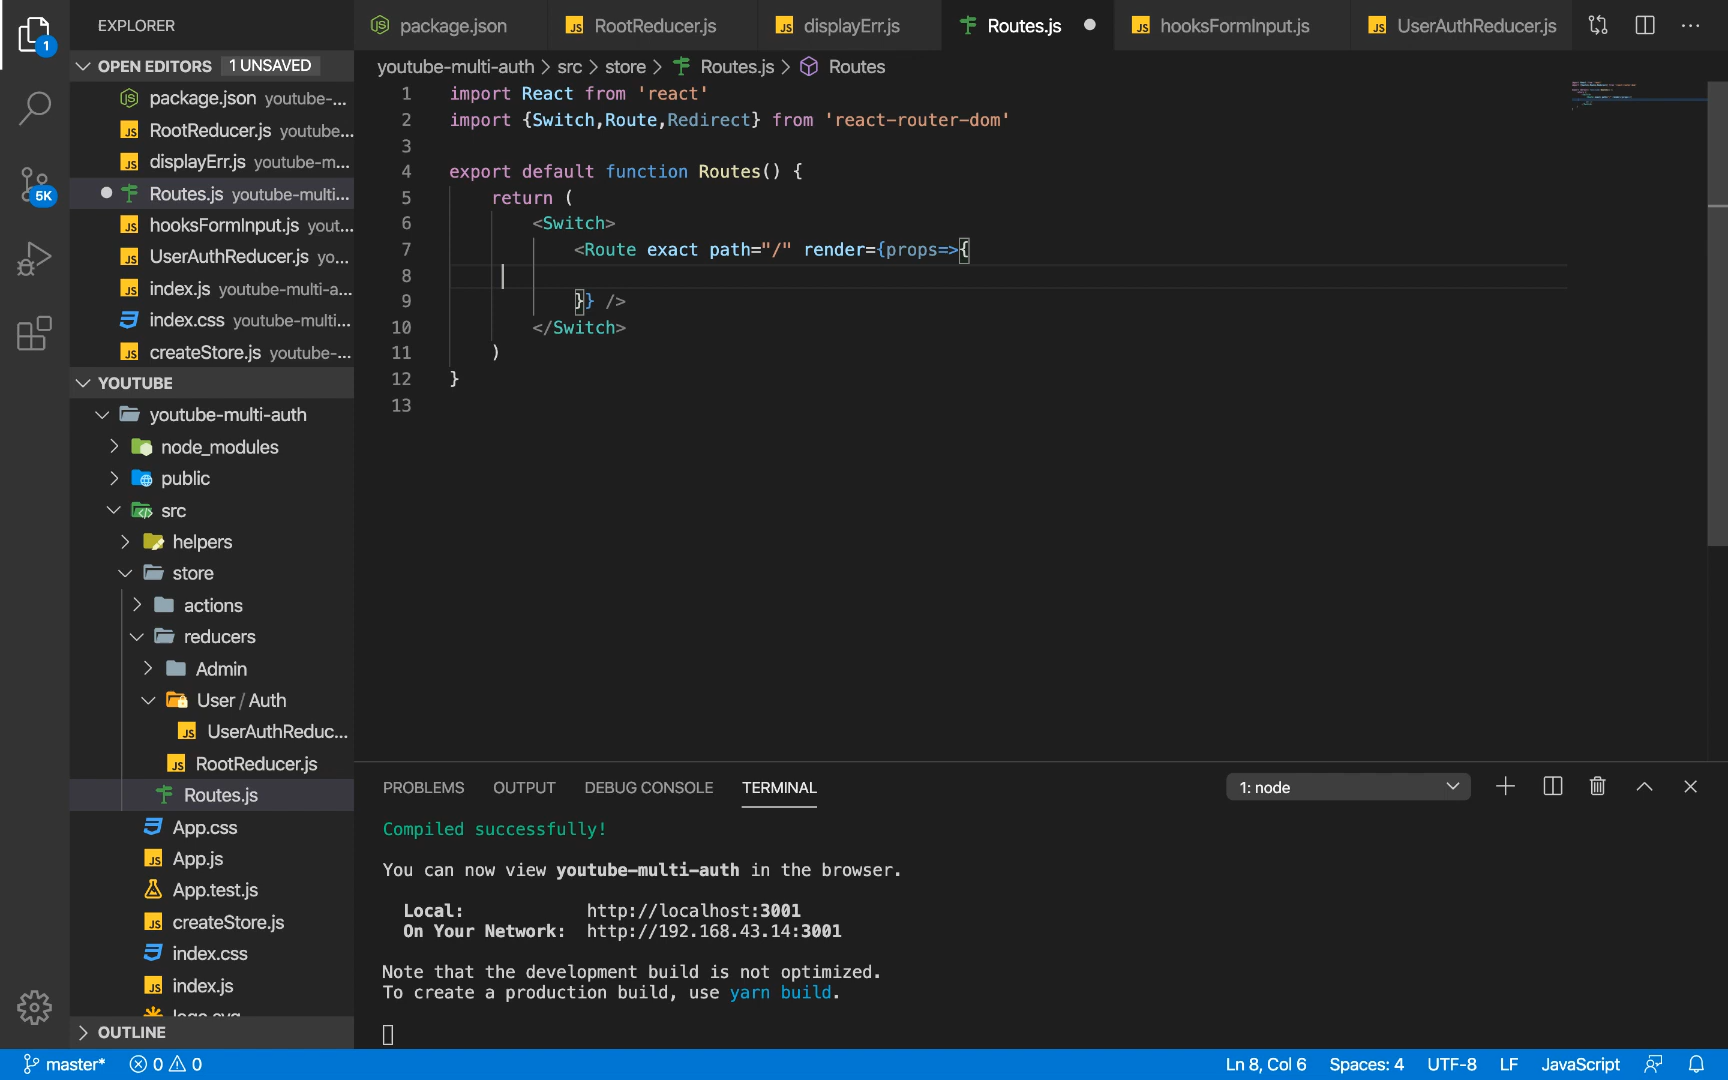 EXPLORER
package.json
RootReducer.js
displayErr.js
Routes.js
hooksFormInput.js
UserAuthReducer.js
1
OPEN EDITORS 1 UNSAVED
youtube-multi-auth > src > store > Routes.js > Routes
package.json youtube-...
RootReducer.js youtube...
displayErr.js youtube-m...
Routes.js youtube-multi...
hooksFormInput.js yout...
UserAuthReducer.js yo...
index.js youtube-multi-a...
index.css youtube-multi...
createStore.js youtube-...
5K
1 import React from 'react'
2 import {Switch,Route,Redirect} from 'react-router-dom'
3
4 export default function Routes() {
5 return (
6 <Switch>
7 <Route exact path="/" render={props=>{
8
9 }} />
10 </Switch>
11 )
12 }
13
YOUTUBE
youtube-multi-auth
node_modules
public
src
helpers
store
actions
reducers
Admin
User / Auth
UserAuthReduc...
RootReducer.js
Routes.js
App.css
App.js
App.test.js
createStore.js
index.css
index.js
logo.svg
OUTLINE
PROBLEMS OUTPUT DEBUG CONSOLE TERMINAL 1: node
Compiled successfully!
You can now view youtube-multi-auth in the browser.
Local: http://localhost:3001
On Your Network: http://192.168.43.14:3001
Note that the development build is not optimized.
To create a production build, use yarn build.
master* 0 0 Ln 8, Col 6 Spaces: 4 UTF-8 LF JavaScript